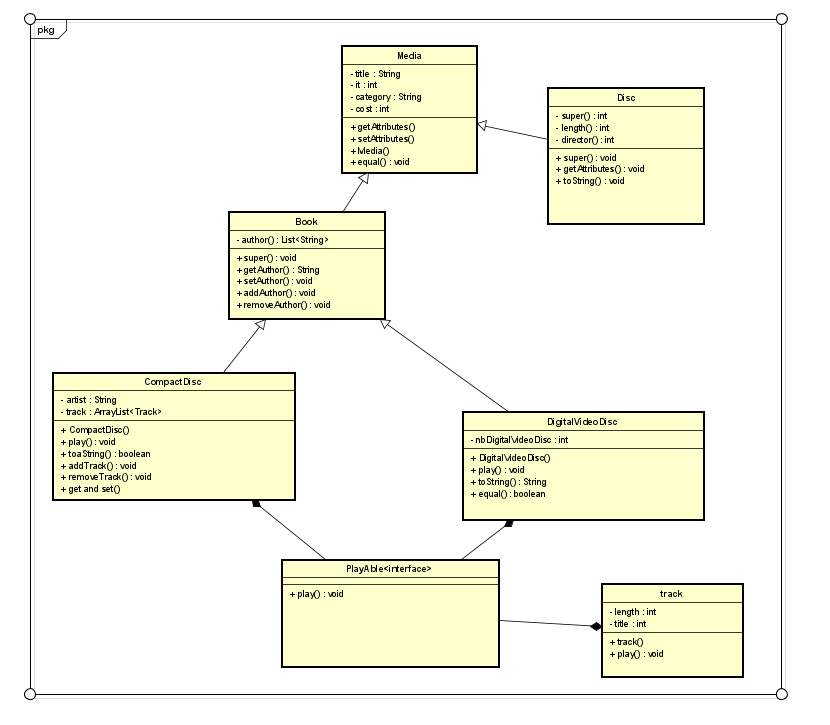 pkg
Media
- title : String
- it : int
- category : String
- cost : int
+ getAttributes()
+ setAttributes()
+ Media()
+ equal() : void
Disc
- super() : int
- length() : int
- director() : int
+ super() : void
+ getAttributes() : void
+ toString() : void
Book
- author() : List<String>
+ super() : void
+ getAuthor() : String
+ setAuthor() : void
+ addAuthor() : void
+ removeAuthor() : void
CompactDisc
- artist : String
- track : ArrayList<Track>
+ CompactDisc()
+ play() : void
+ toaString() : boolean
+ addTrack() : void
+ removeTrack() : void
+ get and set()
DigitalVideoDisc
- nbDigitalVideoDisc : int
+ DigitalVideoDisc()
+ play() : void
+ toString() : String
+ equal() : boolean
PlayAble<interface>
+ play() : void
track
- length : int
- title : int
+ track()
+ play() : void